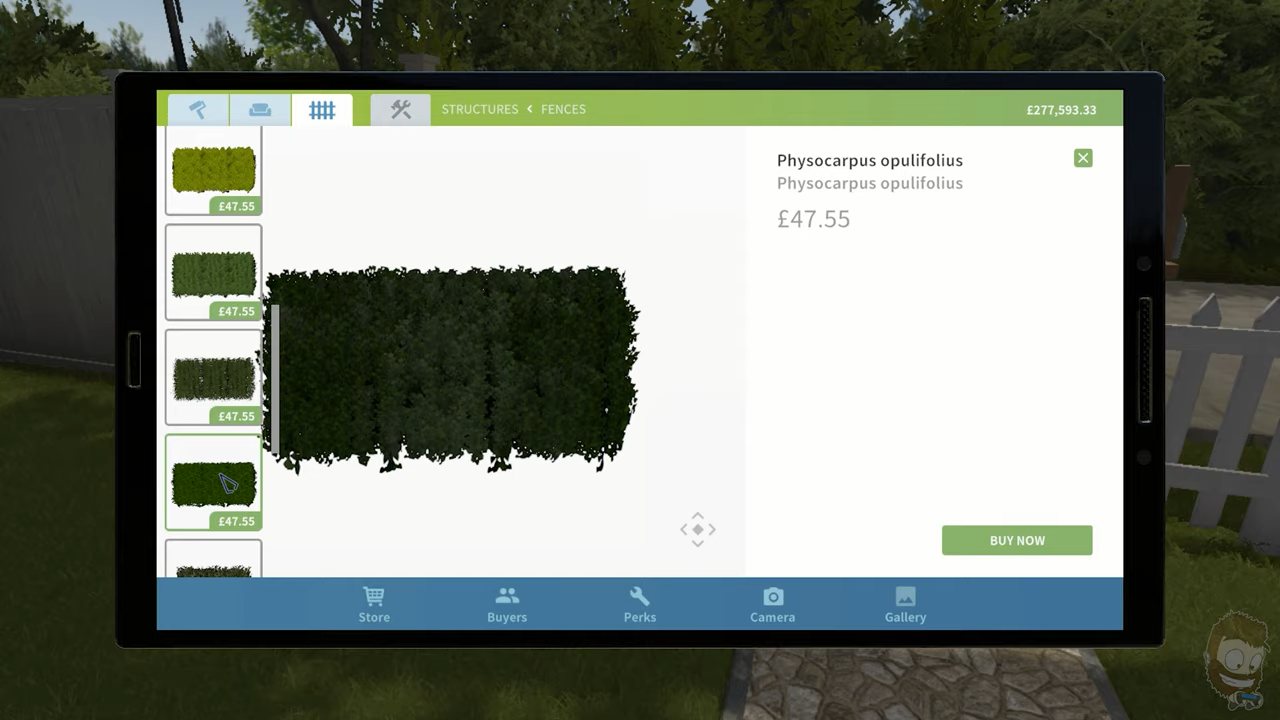 STRUCTURES < FENCES
£277,593.33
£47.55
£47.55
£47.55
£47.55
Physocarpus opulifolius
Physocarpus opulifolius
£47.55
BUY NOW
Store
Buyers
Perks
Camera
Gallery